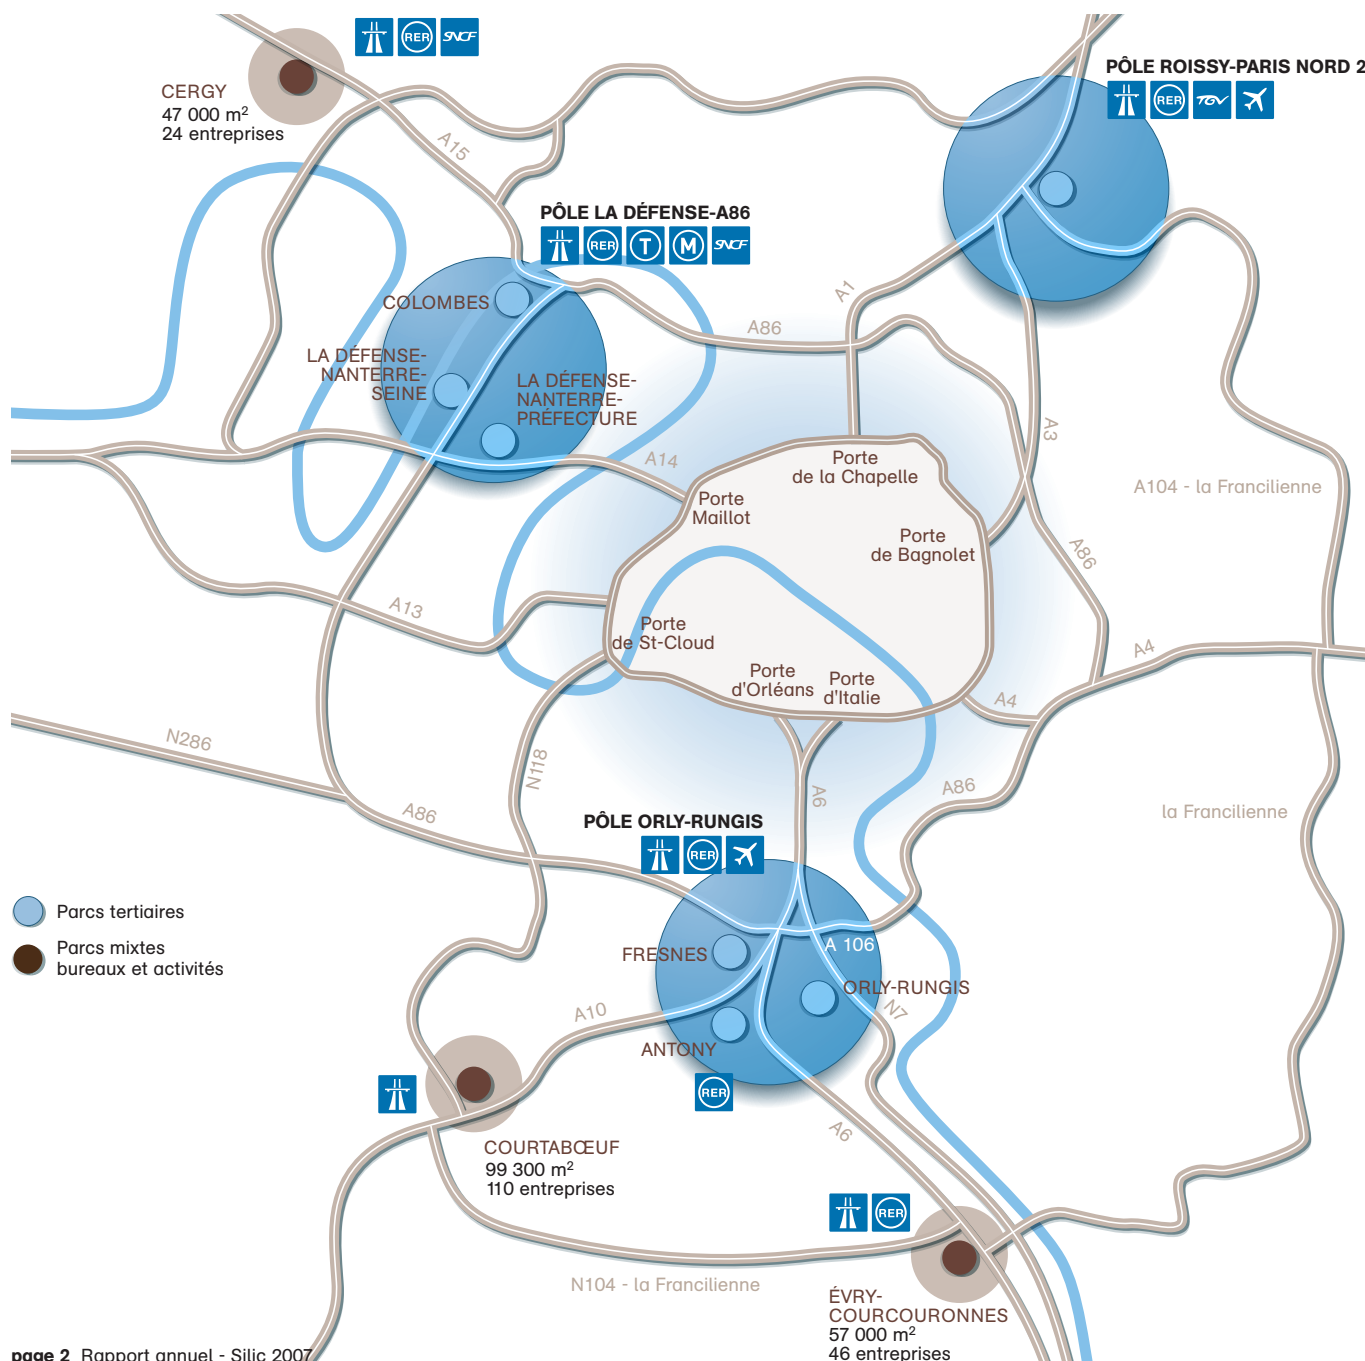 RER
SNCF
CERGY
47 000 m²
24 entreprises
A15
PÔLE ROISSY-PARIS NORD 2
RER
TGV
PÔLE LA DÉFENSE-A86
RER
T
M
SNCF
COLOMBES
LA DÉFENSE-
NANTERRE-
SEINE
LA DÉFENSE-
NANTERRE-
PRÉFECTURE
A1
A86
A3
A14
Porte
de la Chapelle
Porte
Maillot
Porte
de Bagnolet
A104 - la Francilienne
A86
A13
Porte
de St-Cloud
Porte
d'Orléans
Porte
d'Italie
A4
A4
N286
N118
A6
A86
A86
la Francilienne
PÔLE ORLY-RUNGIS
RER
Parcs tertiaires
Parcs mixtes
bureaux et activités
FRESNES
A 106
ORLY-RUNGIS
N7
A10
ANTONY
RER
A6
COURTABŒUF
99 300 m²
110 entreprises
RER
N104 - la Francilienne
ÉVRY-
COURCOURONNES
57 000 m²
46 entreprises
page 2 Rapport annuel - Silic 2007